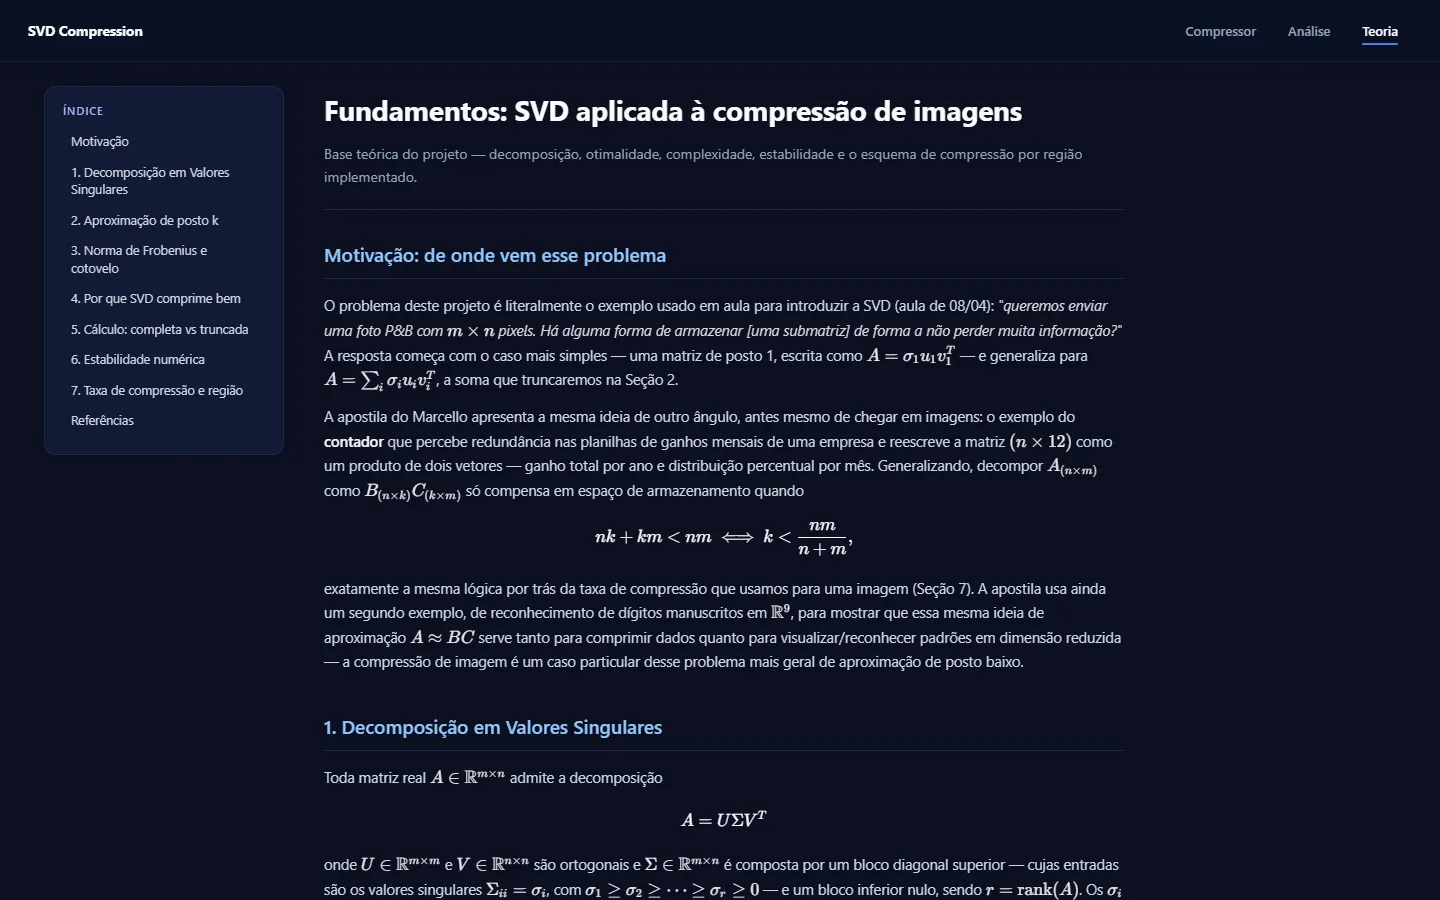 SVD Compression
Compressor
Análise
Teoria
ÍNDICE
Motivação
1. Decomposição em Valores
Singulares
2. Aproximação de posto k
3. Norma de Frobenius e
cotovelo
4. Por que SVD comprime bem
5. Cálculo: completa vs truncada
6. Estabilidade numérica
7. Taxa de compressão e região
Referências
Fundamentos: SVD aplicada à compressão de imagens
Base teórica do projeto — decomposição, otimalidade, complexidade, estabilidade e o esquema de compressão por região
implementado.
Motivação: de onde vem esse problema
O problema deste projeto é literalmente o exemplo usado em aula para introduzir a SVD (aula de 08/04): "queremos enviar
uma foto P&B com m × n pixels. Há alguma forma de armazenar [uma submatriz] de forma a não perder muita informação?"
A resposta começa com o caso mais simples — uma matriz de posto 1, escrita como A = σ₁u₁v₁ᵀ — e generaliza para
A = ∑ᵢ σᵢuᵢvᵢᵀ, a soma que truncaremos na Seção 2.
A apostila do Marcello apresenta a mesma ideia de outro ângulo, antes mesmo de chegar em imagens: o exemplo do
contador que percebe redundância nas planilhas de ganhos mensais de uma empresa e reescreve a matriz (n × 12) como
um produto de dois vetores — ganho total por ano e distribuição percentual por mês. Generalizando, decompor A₍ₙ×ₘ₎
como B₍ₙ×ₖ₎C₍ₖ×ₘ₎ só compensa em espaço de armazenamento quando
nk + km < nm ⟺ k < nm / (n + m),
exatamente a mesma lógica por trás da taxa de compressão que usamos para uma imagem (Seção 7). A apostila usa ainda
um segundo exemplo, de reconhecimento de dígitos manuscritos em ℝ⁹, para mostrar que essa mesma ideia de
aproximação A ≈ BC serve tanto para comprimir dados quanto para visualizar/reconhecer padrões em dimensão reduzida
— a compressão de imagem é um caso particular desse problema mais geral de aproximação de posto baixo.
1. Decomposição em Valores Singulares
Toda matriz real A ∈ ℝᵐˣⁿ admite a decomposição
A = UΣVᵀ
onde U ∈ ℝᵐˣᵐ e V ∈ ℝⁿˣⁿ são ortogonais e Σ ∈ ℝᵐˣⁿ é composta por um bloco diagonal superior — cujas entradas
são os valores singulares Σᵢᵢ = σᵢ, com σ₁ ≥ σ₂ ≥ ⋯ ≥ σᵣ ≥ 0 — e um bloco inferior nulo, sendo r = rank(A). Os σᵢ